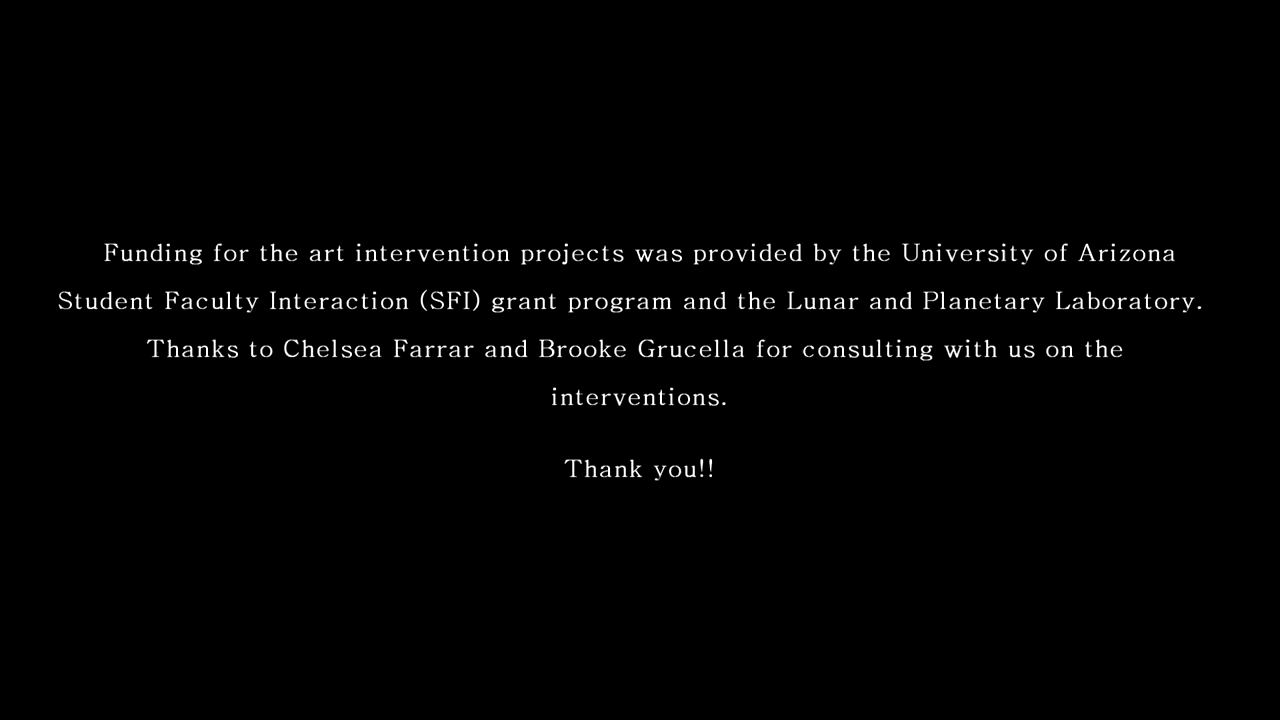 Funding for the art intervention projects was provided by the University of Arizona
Student Faculty Interaction (SFI) grant program and the Lunar and Planetary Laboratory.
Thanks to Chelsea Farrar and Brooke Grucella for consulting with us on the
interventions.
Thank you!!